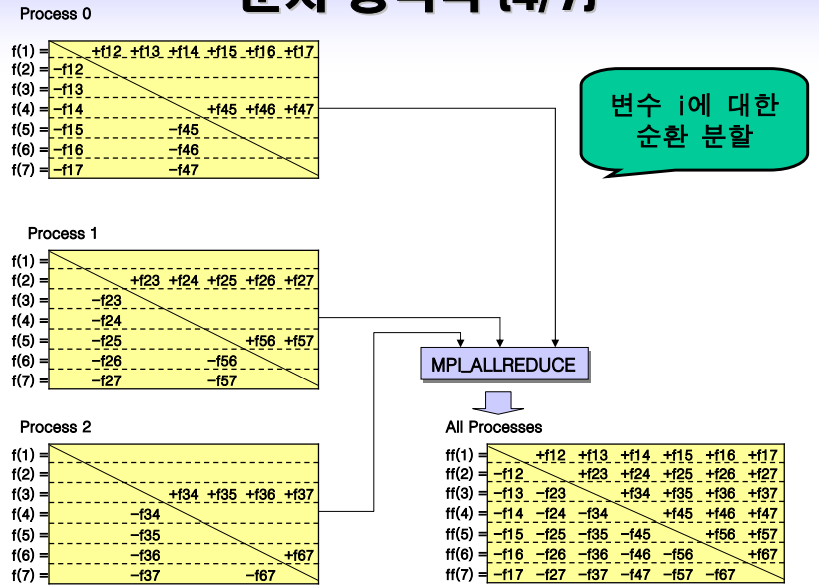 (4/7)
Process 0
f(1) = +f12 +f13 +f14 +f15 +f16 +f17
f(2) = -f12
f(3) = -f13
f(4) = -f14 +f45 +f46 +f47
f(5) = -f15 -f45
f(6) = -f16 -f46
f(7) = -f17 -f47
변수 i에 대한
순환 분할
Process 1
f(1) =
f(2) = +f23 +f24 +f25 +f26 +f27
f(3) = -f23
f(4) = -f24
f(5) = -f25 +f56 +f57
f(6) = -f26 -f56
f(7) = -f27 -f57
MPI_ALLREDUCE
Process 2
f(1) =
f(2) =
f(3) = +f34 +f35 +f36 +f37
f(4) = -f34
f(5) = -f35
f(6) = -f36 +f67
f(7) = -f37 -f67
All Processes
ff(1) = +f12 +f13 +f14 +f15 +f16 +f17
ff(2) = -f12 +f23 +f24 +f25 +f26 +f27
ff(3) = -f13 -f23 +f34 +f35 +f36 +f37
ff(4) = -f14 -f24 -f34 +f45 +f46 +f47
ff(5) = -f15 -f25 -f35 -f45 +f56 +f57
ff(6) = -f16 -f26 -f36 -f46 -f56 +f67
ff(7) = -f17 -f27 -f37 -f47 -f57 -f67